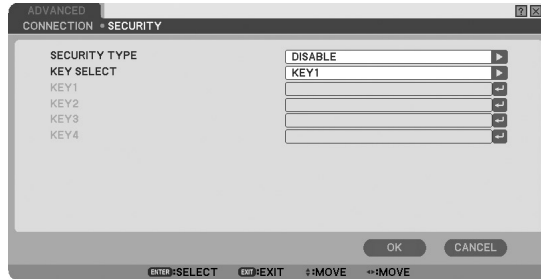 ADVANCED
CONNECTION • SECURITY
SECURITY TYPE DISABLE
KEY SELECT KEY1
KEY1
KEY2
KEY3
KEY4
OK CANCEL
ENTER:SELECT EXIT:EXIT :MOVE :MOVE